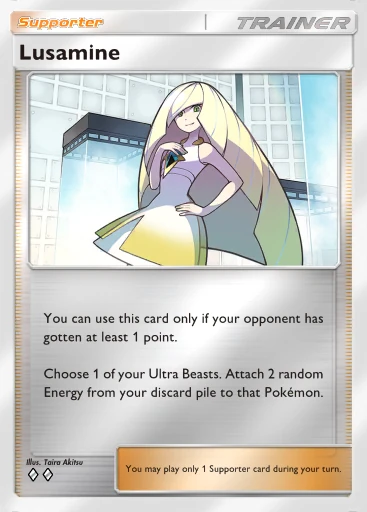 Supporter
TRAINER
Lusamine
You can use this card only if your opponent has
gotten at least 1 point.
Choose 1 of your Ultra Beasts. Attach 2 random
Energy from your discard pile to that Pokémon.
Illus. Taira Akitsu
You may play only 1 Supporter card during your turn.